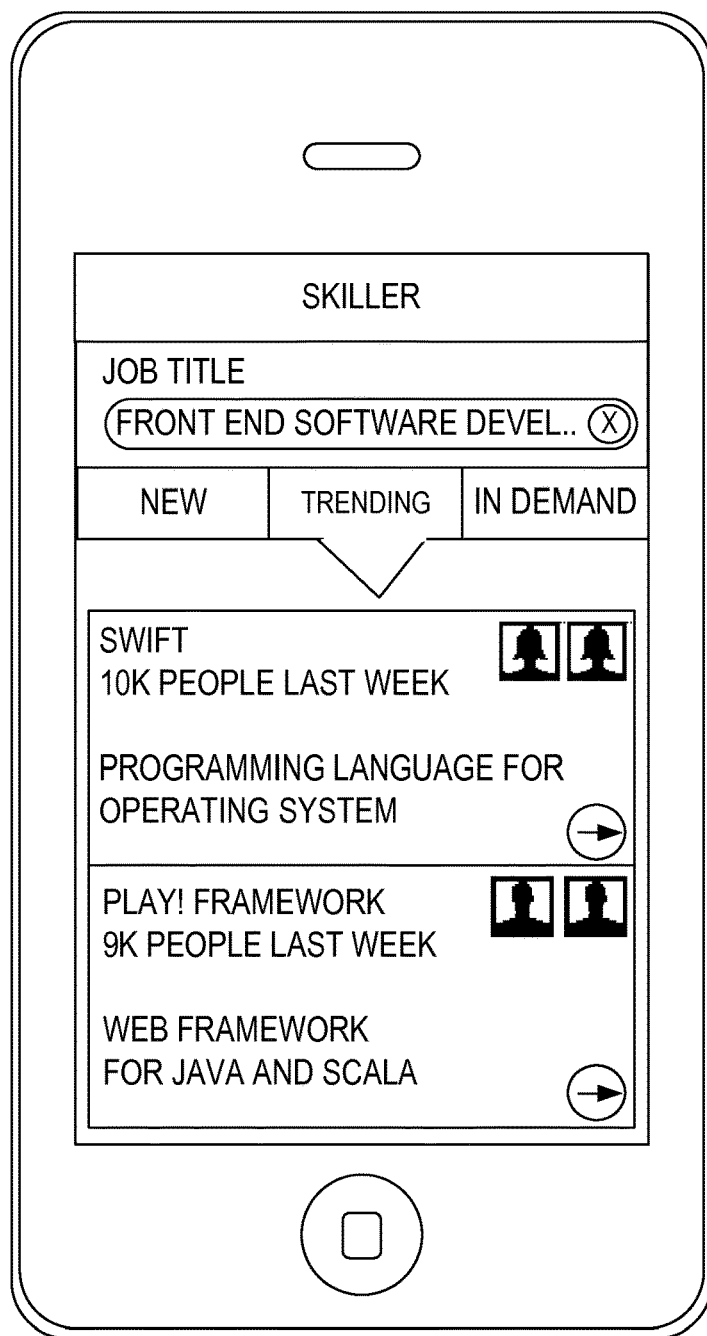 SKILLER
JOB TITLE
FRONT END SOFTWARE DEVEL.. X
NEW TRENDING IN DEMAND
SWIFT
10K PEOPLE LAST WEEK
PROGRAMMING LANGUAGE FOR
OPERATING SYSTEM
PLAY! FRAMEWORK
9K PEOPLE LAST WEEK
WEB FRAMEWORK
FOR JAVA AND SCALA